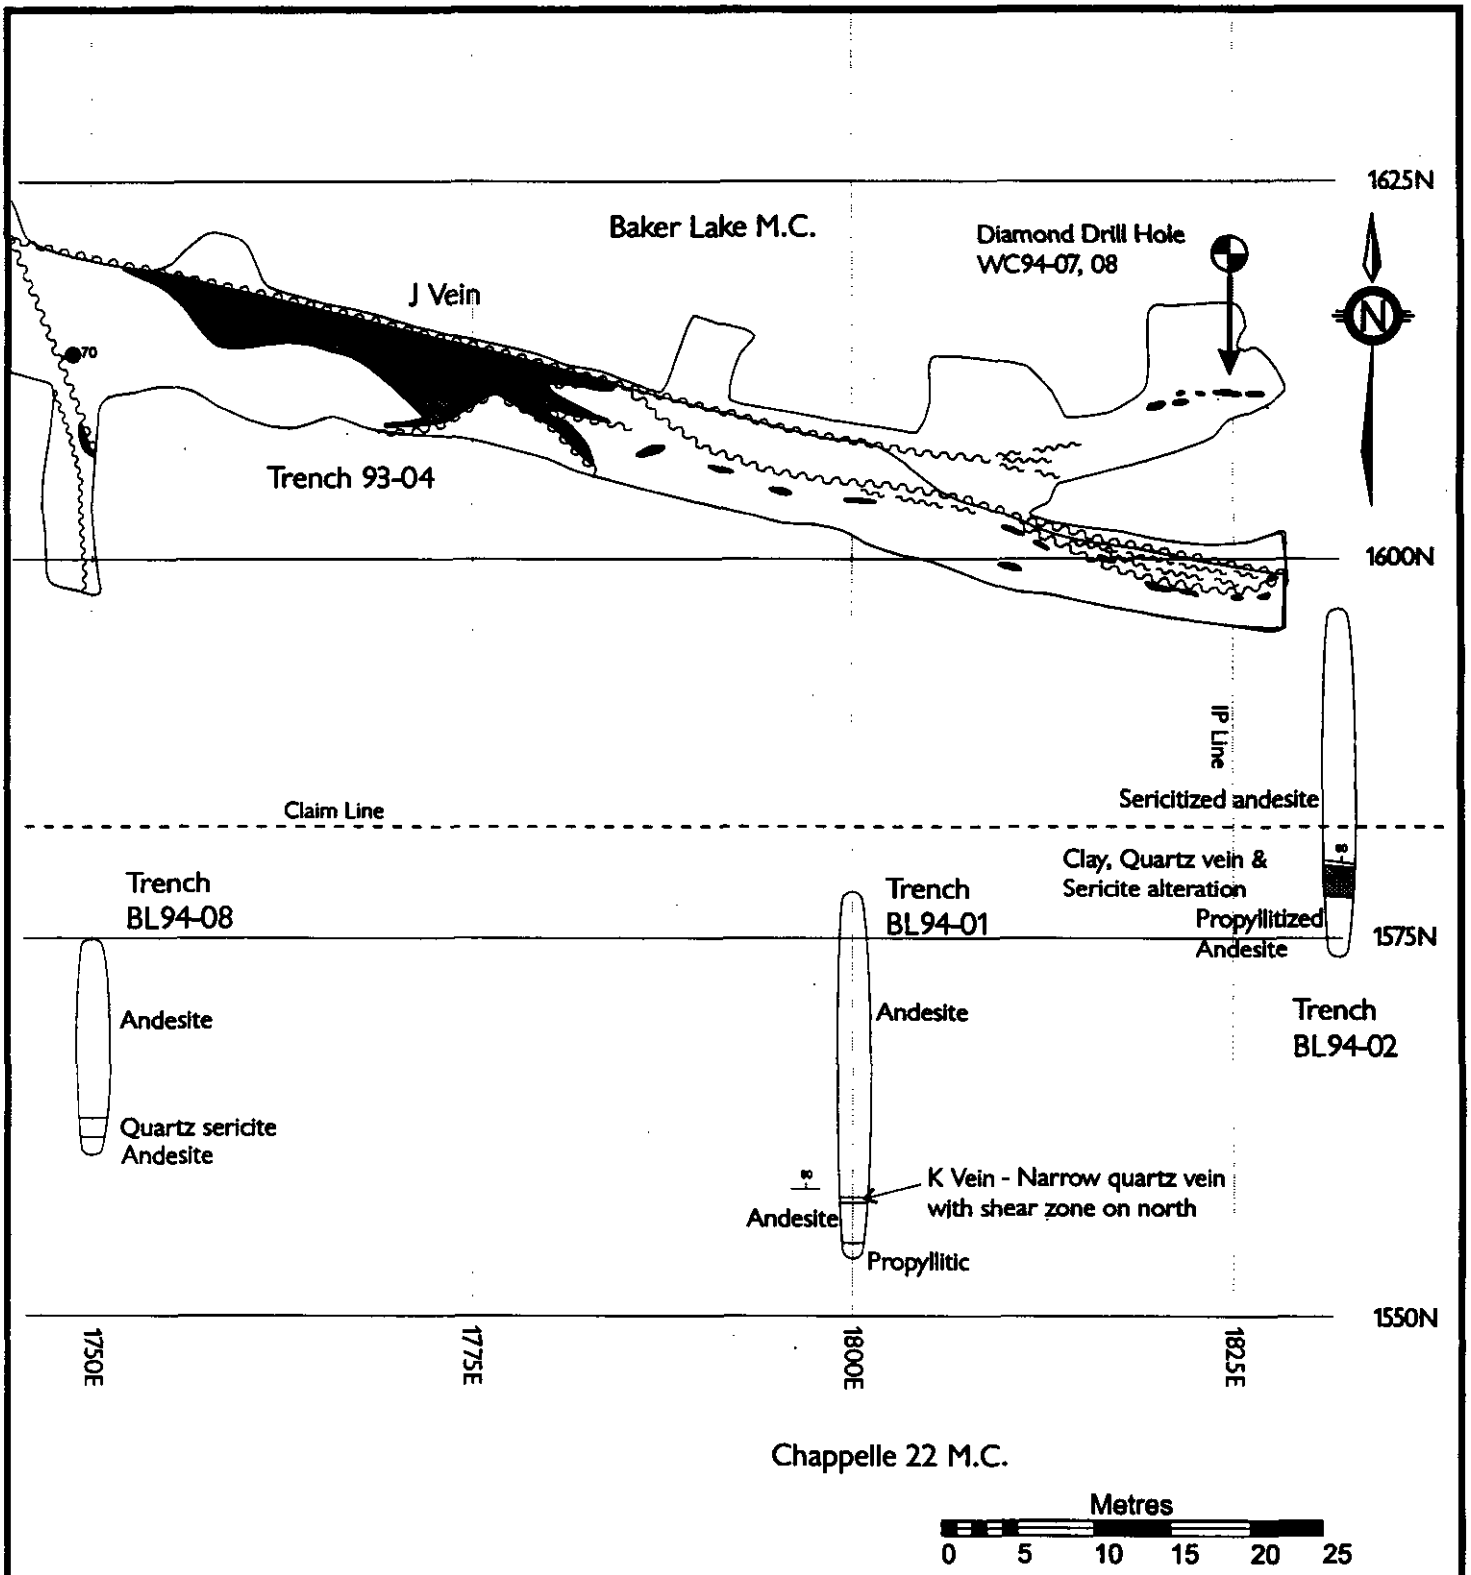 1625N
Baker Lake M.C.
Diamond Drill Hole
WC94-07, 08
J Vein
N
70
Trench 93-04
1600N
IP Line
Sericitized andesite
Claim Line
Clay, Quartz vein &
Sericite alteration
Propyllitized
Andesite
Trench
BL94-08
Trench
BL94-01
1575N
Trench
BL94-02
Andesite
Andesite
Quartz sericite
Andesite
K Vein - Narrow quartz vein
with shear zone on north
Andesite
Propyllitic
1550N
1750E
1775E
1800E
1825E
Chappelle 22 M.C.
Metres
0 5 10 15 20 25